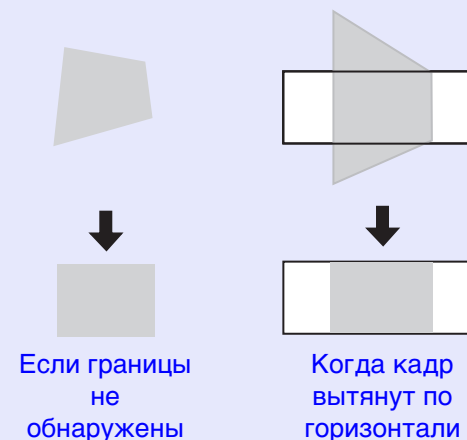 Если границы
не
обнаружены
Когда кадр
вытянут по
горизонтали